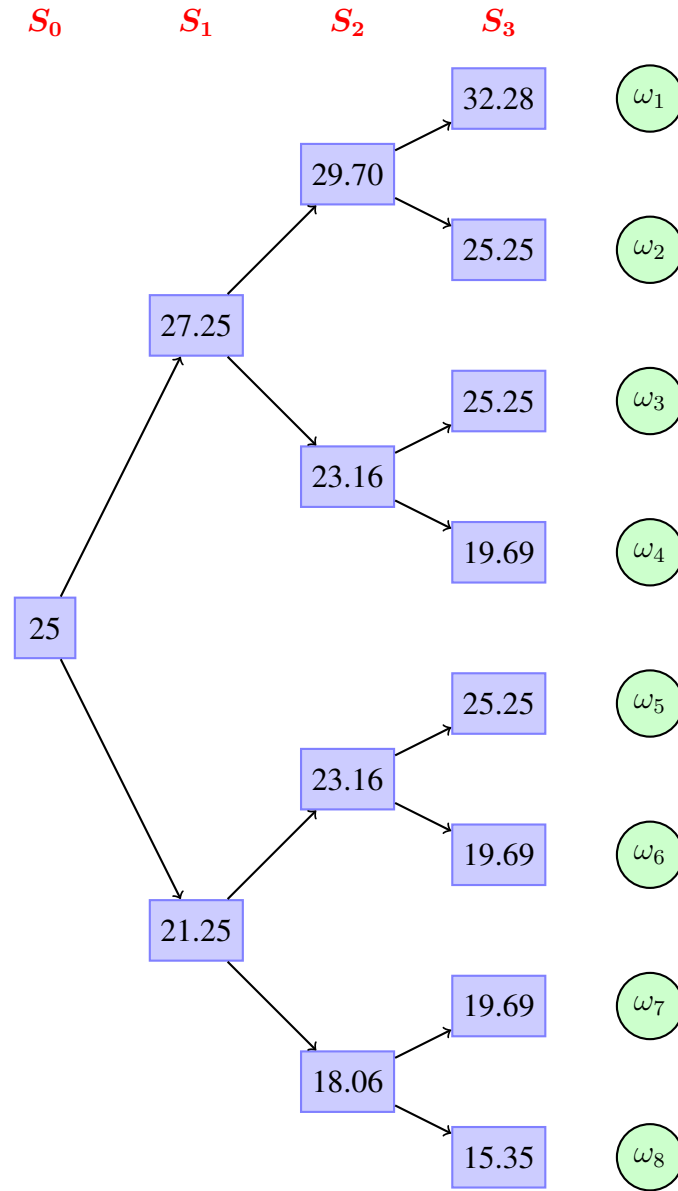 S₀ S₁ S₂ S₃
32.28 ω₁
29.70
25.25 ω₂
27.25
25.25 ω₃
23.16
19.69 ω₄
25
25.25 ω₅
23.16
19.69 ω₆
21.25
19.69 ω₇
18.06
15.35 ω₈